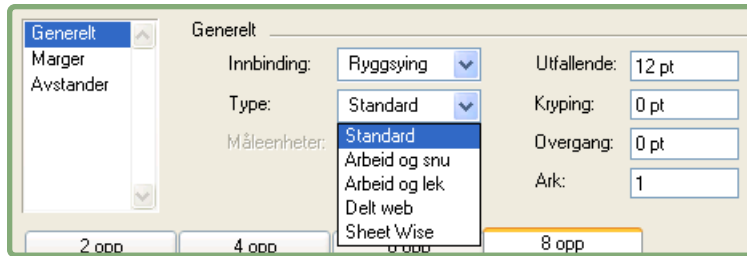 Generelt
Marger
Avstander
Generelt
Innbinding: Ryggsying Utfallende: 12 pt
Type: Standard Kryping: 0 pt
Måleenheter: Standard Overgang: 0 pt
Arbeid og snu
Arbeid og lek Ark: 1
Delt web
Sheet Wise
2 opp 4 opp opp 8 opp